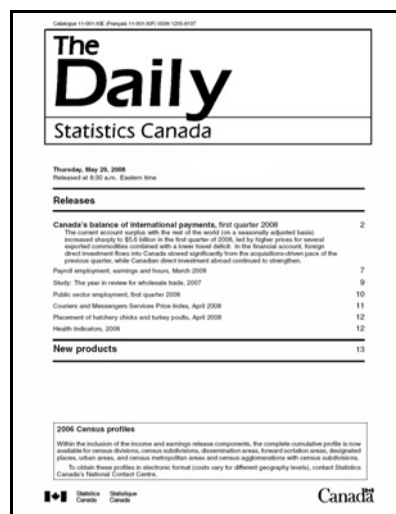 Catalogue 11-001-XIE (Français 11-001-XIF) ISSN 1205-9137
The
Daily
Statistics Canada
Thursday, May 29, 2008
Released at 8:30 a.m. Eastern time
Releases
Canada's balance of international payments, first quarter 2008 2
The current account surplus with the rest of the world (on a seasonally adjusted basis)
increased sharply to $5.6 billion in the first quarter of 2008, led by higher prices for several
exported commodities combined with a lower travel deficit. In the financial account, foreign
direct investment flows into Canada slowed significantly from the acquisitions-driven pace of the
previous quarter, while Canadian direct investment abroad continued to strengthen.
Payroll employment, earnings and hours, March 2008 7
Study: The year in review for wholesale trade, 2007 9
Public sector employment, first quarter 2008 10
Couriers and Messengers Services Price Index, April 2008 11
Placement of hatchery chicks and turkey poults, April 2008 12
Health Indicators, 2008 12
New products 13
2006 Census profiles
Within the inclusion of the income and earnings release components, the complete cumulative profile is now
available for census divisions, census subdivisions, dissemination areas, forward sortation areas, designated
places, urban areas, and census metropolitan areas and census agglomerations with census subdivisions.
To obtain these profiles in electronic format (costs vary for different geography levels), contact Statistics
Canada's National Contact Centre.
Statistics Statistique
Canada Canada
Canada